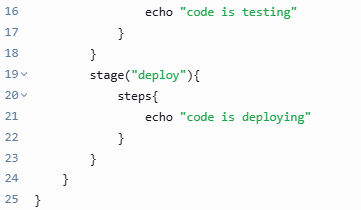 16                echo "code is testing"
17            }
18        }
19        stage("deploy"){
20            steps{
21                echo "code is deploying"
22            }
23        }
24    }
25 }